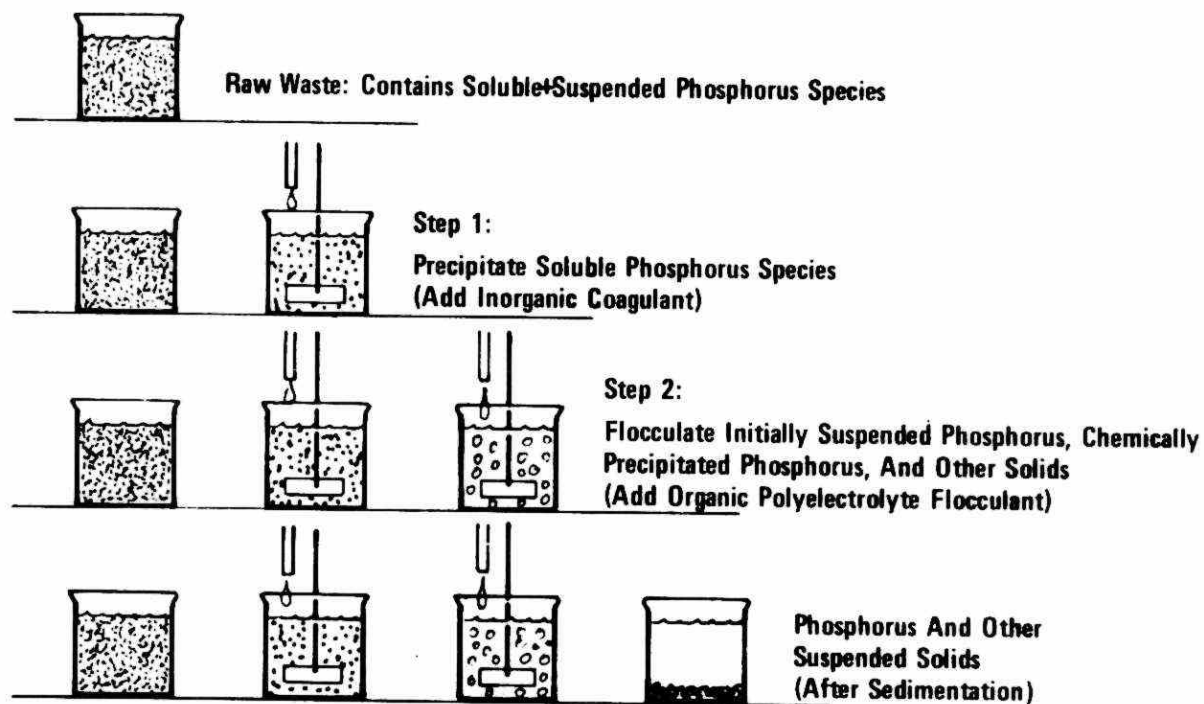 Raw Waste: Contains Soluble+Suspended Phosphorus Species
Step 1:
Precipitate Soluble Phosphorus Species
(Add Inorganic Coagulant)
Step 2:
Flocculate Initially Suspended Phosphorus, Chemically
Precipitated Phosphorus, And Other Solids
(Add Organic Polyelectrolyte Flocculant)
Phosphorus And Other
Suspended Solids
(After Sedimentation)